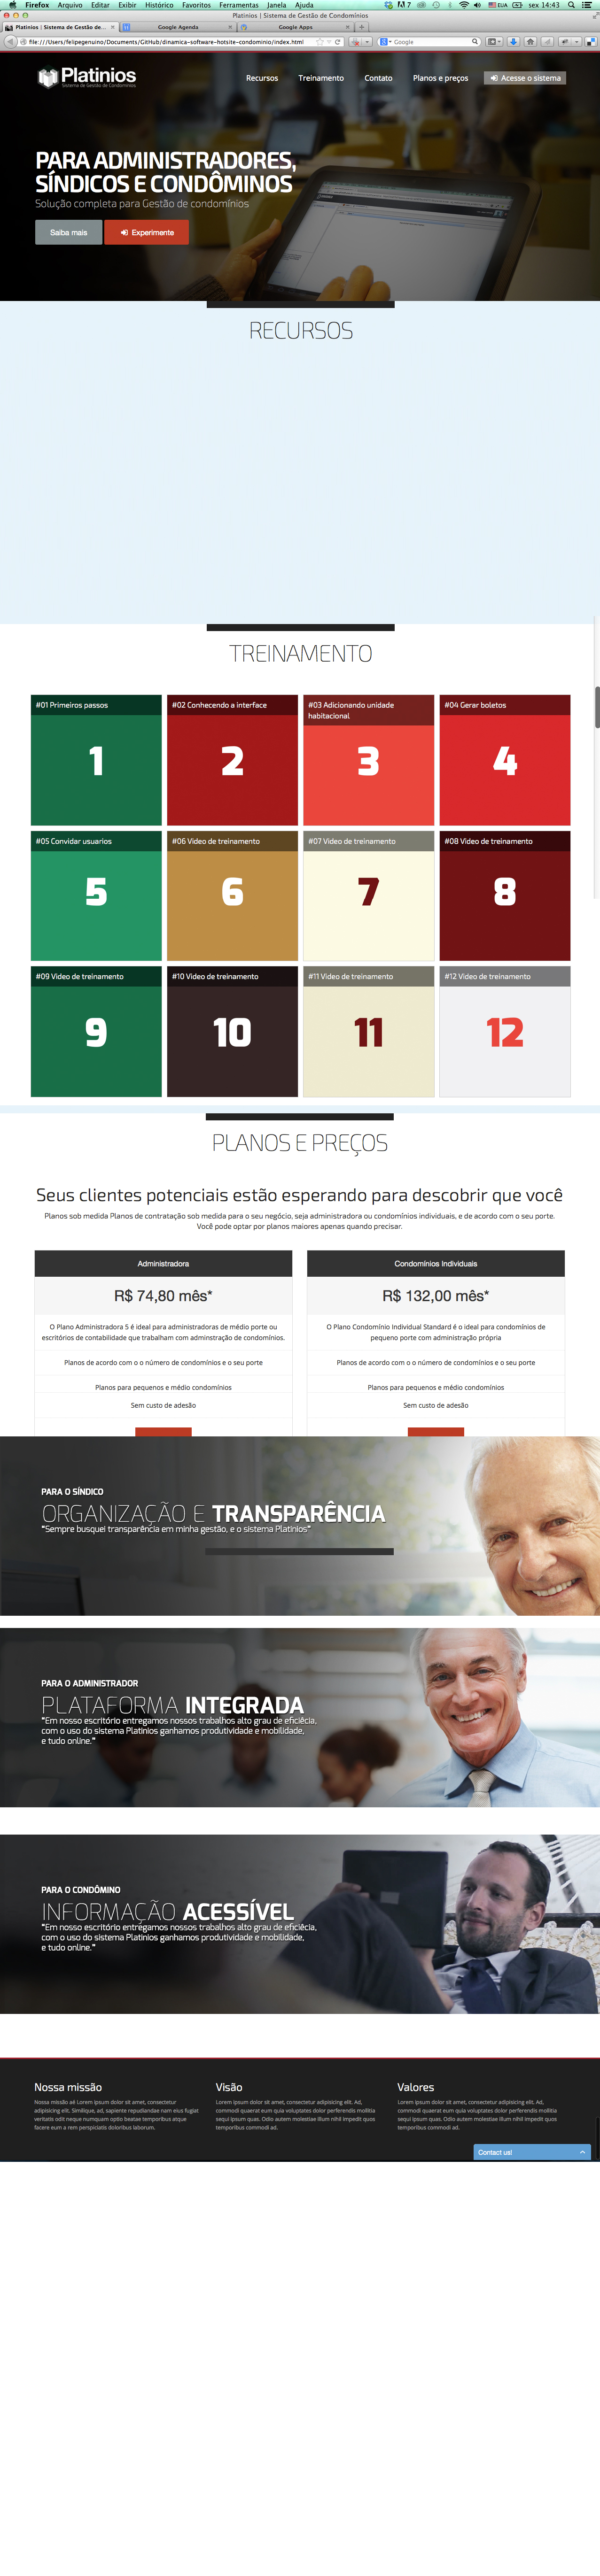 Firefox Arquivo Editar Exibir Histórico Favoritos Ferramentas Janela Ajuda 7 EUA sex 14:43
Platinios | Sistema de Gestão de Condomínios
Platinios | Sistema de Gestão de... Google Agenda Google Apps
file:///Users/felipegenuino/Documents/GitHub/dinamica-software-hotsite-condominio/index.html Google
Platinios
Sistema de Gestão de Condomínios
Recursos Treinamento Contato Planos e preços Acesse o sistema
PARA ADMINISTRADORES,
SÍNDICOS E CONDÔMINOS
Solução completa para Gestão de condomínios
Saiba mais Experimente
RECURSOS
TREINAMENTO
#01 Primeiros passos
1
#02 Conhecendo a interface
2
#03 Adicionando unidade
habitacional
3
#04 Gerar boletos
4
#05 Convidar usuarios
5
#06 Video de treinamento
6
#07 Video de treinamento
7
#08 Video de treinamento
8
#09 Video de treinamento
9
#10 Video de treinamento
10
#11 Video de treinamento
11
#12 Video de treinamento
12
PLANOS E PREÇOS
Seus clientes potenciais estão esperando para descobrir que você
Planos sob medida Planos de contratação sob medida para o seu negócio, seja administradora ou condomínios individuais, e de acordo com o seu porte.
Você pode optar por planos maiores apenas quando precisar.
Administradora
R$ 74,80 mês*
O Plano Administradora 5 é ideal para administradoras de médio porte ou
escritórios de contabilidade que trabalham com adminstração de condomínios.
Planos de acordo com o o número de condomínios e o seu porte
Planos para pequenos e médio condomínios
Sem custo de adesão
Condomínios Individuais
R$ 132,00 mês*
O Plano Condomínio Individual Standard é o ideal para condomínios de
pequeno porte com administração própria
Planos de acordo com o o número de condomínios e o seu porte
Planos para pequenos e médio condomínios
Sem custo de adesão
PARA O SÍNDICO
ORGANIZAÇÃO E TRANSPARÊNCIA
"Sempre busquei transparência em minha gestão, e o sistema Platinios"
PARA O ADMINISTRADOR
PLATAFORMA INTEGRADA
"Em nosso escritório entregamos nossos trabalhos alto grau de eficiêcia,
com o uso do sistema Platinios ganhamos produtividade e mobilidade,
e tudo online."
PARA O CONDÔMINO
INFORMAÇÃO ACESSÍVEL
"Em nosso escritório entregamos nossos trabalhos alto grau de eficiêcia,
com o uso do sistema Platinios ganhamos produtividade e mobilidade,
e tudo online."
Nossa missão
Nossa missão aé Lorem ipsum dolor sit amet, consectetur
adipisicing elit. Similique, ad, sapiente repudiandae nam eius fugiat
veritatis odit neque numquam optio beatae temporibus atque
facere eum a rem perspiciatis doloribus laborum.
Visão
Lorem ipsum dolor sit amet, consectetur adipisicing elit. Ad,
commodi quaerat eum quia voluptates dolor perferendis mollitia
sequi ipsum quas. Odio autem molestiae illum nihil impedit quos
temporibus commodi ad.
Valores
Lorem ipsum dolor sit amet, consectetur adipisicing elit. Ad,
commodi quaerat eum quia voluptates dolor perferendis mollitia
sequi ipsum quas. Odio autem molestiae illum nihil impedit quos
temporibus commodi ad.
Contact us!